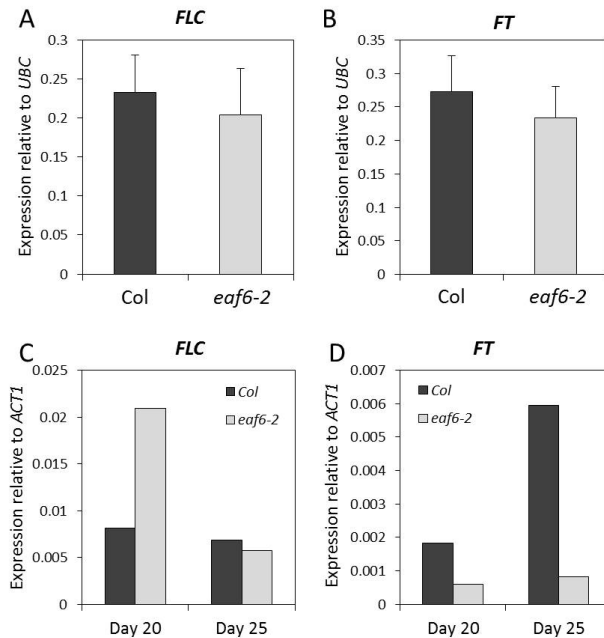 A
FLC
Expression relative to UBC
0.3
0.25
0.2
0.15
0.1
0.05
0
Col
eaf6-2
B
FT
Expression relative to UBC
0.35
0.3
0.25
0.2
0.15
0.1
0.05
0
Col
eaf6-2
C
FLC
Expression relative to ACT1
0.025
0.02
0.015
0.01
0.005
0
Col
eaf6-2
Day 20
Day 25
D
FT
Expression relative to ACT1
0.007
0.006
0.005
0.004
0.003
0.002
0.001
0
Col
eaf6-2
Day 20
Day 25